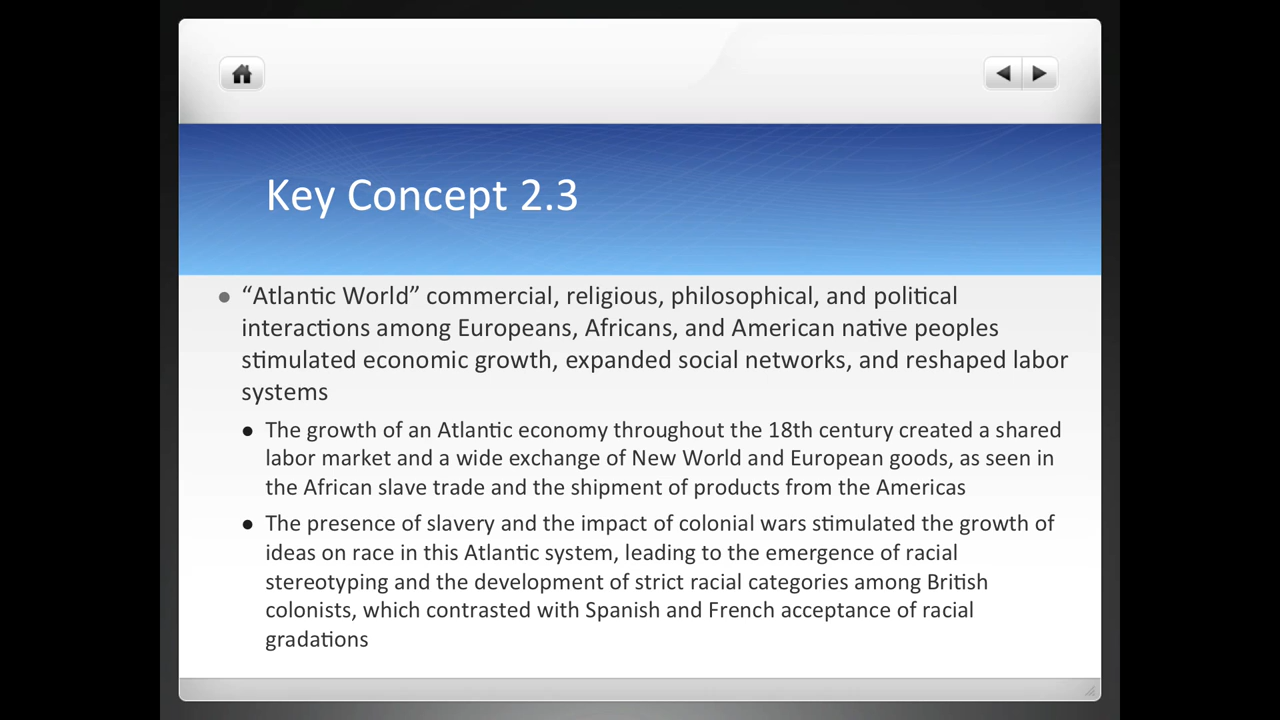 Key Concept 2.3
“Atlantic World” commercial, religious, philosophical, and political
interactions among Europeans, Africans, and American native peoples
stimulated economic growth, expanded social networks, and reshaped labor
systems
The growth of an Atlantic economy throughout the 18th century created a shared
labor market and a wide exchange of New World and European goods, as seen in
the African slave trade and the shipment of products from the Americas
The presence of slavery and the impact of colonial wars stimulated the growth of
ideas on race in this Atlantic system, leading to the emergence of racial
stereotyping and the development of strict racial categories among British
colonists, which contrasted with Spanish and French acceptance of racial
gradations